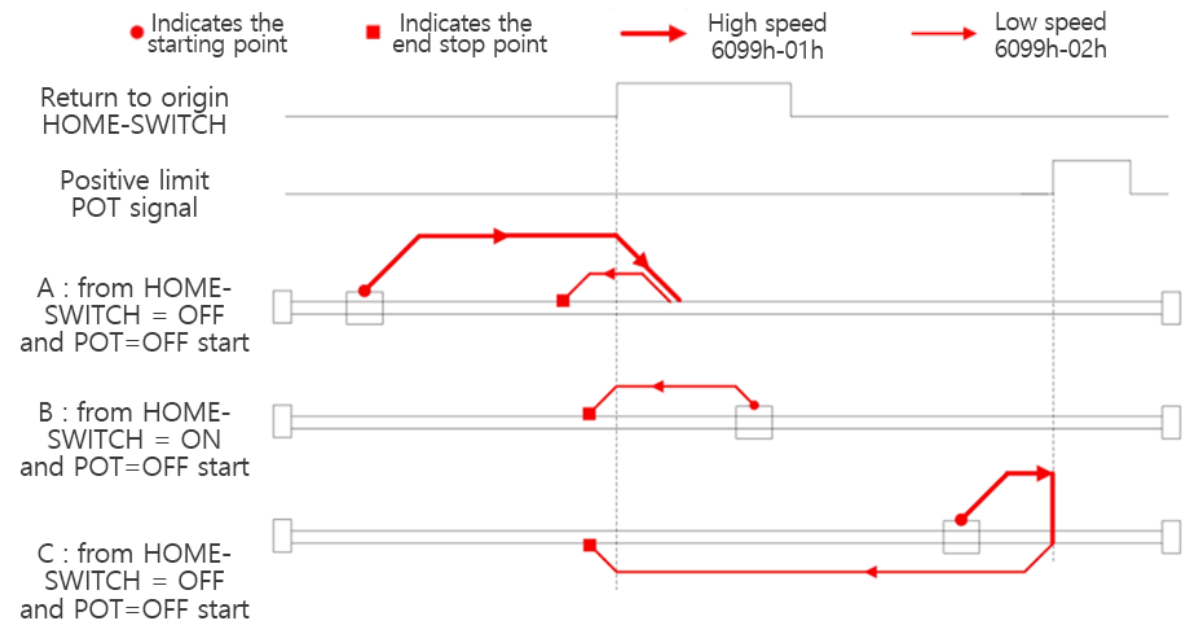 Indicates the
starting point
Indicates the
end stop point
High speed
6099h-01h
Low speed
6099h-02h
Return to origin
HOME-SWITCH
Positive limit
POT signal
A : from HOME-
SWITCH = OFF
and POT=OFF start
B : from HOME-
SWITCH = ON
and POT=OFF start
C : from HOME-
SWITCH = OFF
and POT=OFF start